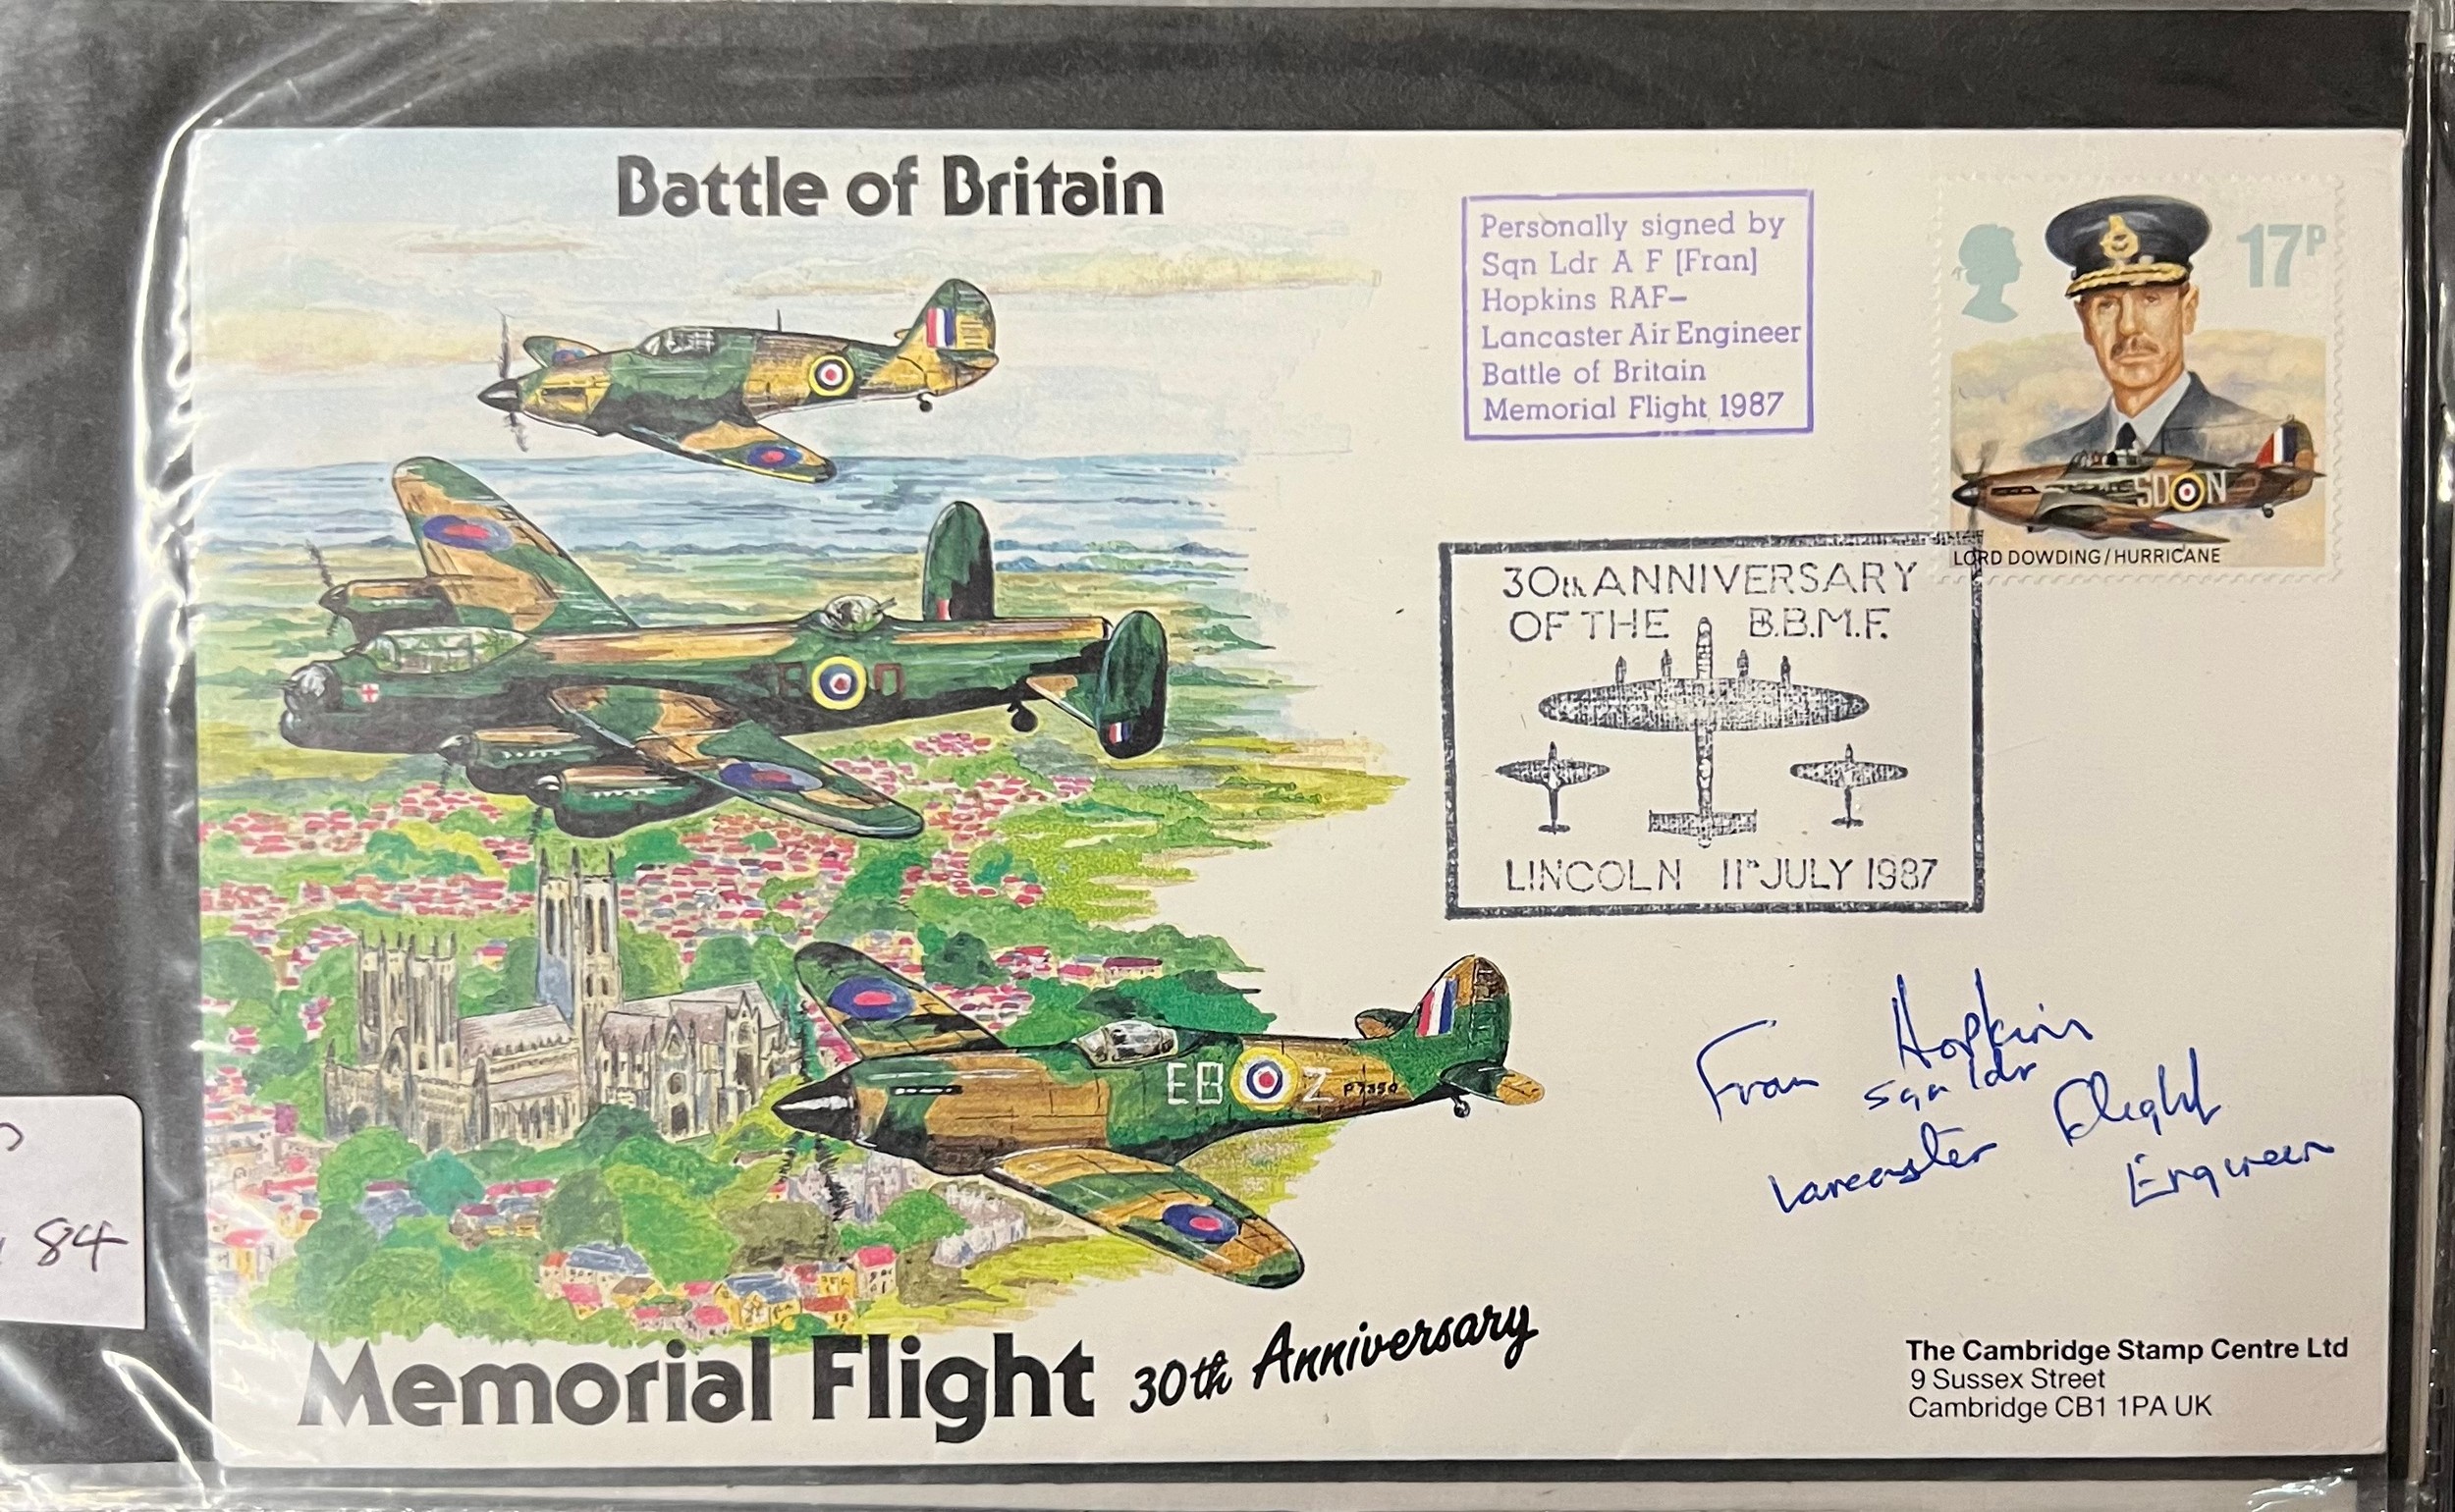 Battle of Britain
Personally signed by
Sqn Ldr A F [Fran]
Hopkins RAF-
Lancaster Air Engineer
Battle of Britain
Memorial Flight 1987
17P
SD N
LORD DOWDING/HURRICANE
30th ANNIVERSARY
OF THE B.B.M.F.
LINCOLN 11th JULY 1987
EB Z P7350
Fran Hopkins
Sqn ldr
Lancaster Flight
Engineer
84
Memorial Flight 30th Anniversary
The Cambridge Stamp Centre Ltd
9 Sussex Street
Cambridge CB1 1PA UK